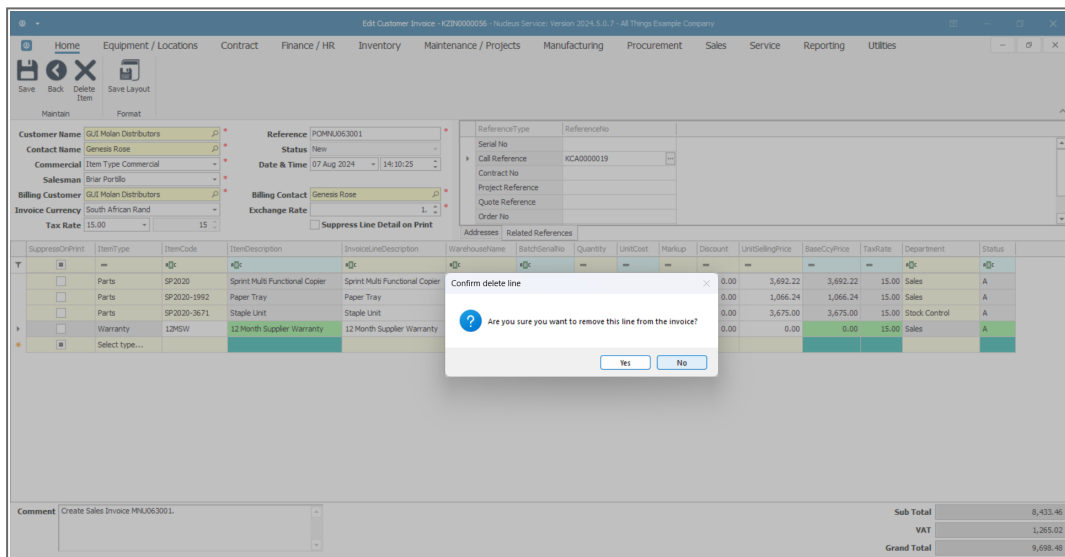 Edit Customer Invoice - KZIN0000056 - Nucleus Service: Version 2024.5.0.7 - All Things Example Company
Home Equipment / Locations Contract Finance / HR Inventory Maintenance / Projects Manufacturing Procurement Sales Service Reporting Utilities
Save Back Delete Item Save Layout
Maintain Format
Customer Name GUI Molan Distributors * Reference POMNU063001 *
Contact Name Genesis Rose * Status New
Commercial Item Type Commercial * Date & Time 07 Aug 2024 14:10:25
Salesman Briar Portillo *
Billing Customer GUI Molan Distributors * Billing Contact Genesis Rose *
Invoice Currency South African Rand Exchange Rate 1. *
Tax Rate 15.00 15 Suppress Line Detail on Print
ReferenceType ReferenceNo
Serial No
Call Reference KCA0000019 ...
Contract No
Project Reference
Quote Reference
Order No
Addresses Related References
SuppressOnPrint ItemType ItemCode ItemDescription InvoiceLineDescription WarehouseName BatchSerialNo Quantity UnitCost Markup Discount UnitSellingPrice BaseCcyPrice TaxRate Department Status
Parts SP2020 Sprint Multi Functional Copier Sprint Multi Functional Copier 0.00 3,692.22 3,692.22 15.00 Sales A
Parts SP2020-1992 Paper Tray Paper Tray 0.00 1,066.24 1,066.24 15.00 Sales A
Parts SP2020-3671 Staple Unit Staple Unit 0.00 3,675.00 3,675.00 15.00 Stock Control A
Warranty 12MSW 12 Month Supplier Warranty 12 Month Supplier Warranty 0.00 0.00 0.00 15.00 Sales A
Select type...
Confirm delete line
Are you sure you want to remove this line from the invoice?
Yes No
Comment Create Sales Invoice MNU063001.
Sub Total 8,433.46
VAT 1,265.02
Grand Total 9,698.48